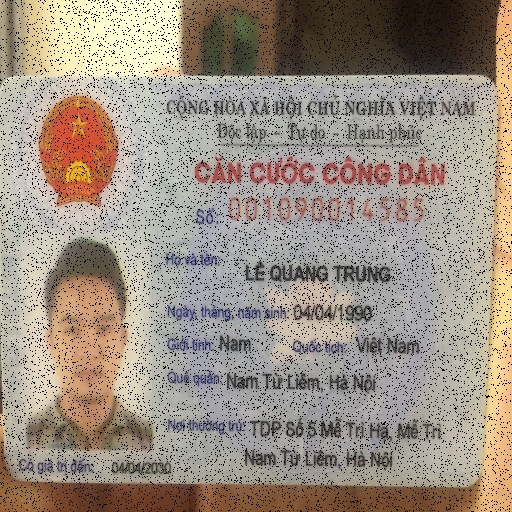 CỘNG HÒA XÃ HỘI CHỦ NGHĨA VIỆT NAM
Độc lập - Tự do - Hạnh phúc
CĂN CƯỚC CÔNG DÂN
Số: 001090014585
Họ và tên:
LÊ QUANG TRUNG
Ngày, tháng, năm sinh: 04/04/1990
Giới tính: Nam Quốc tịch: Việt Nam
Quê quán: Nam Từ Liêm, Hà Nội
Nơi thường trú: TDP Số 5 Mễ Trì Hạ, Mễ Trì
Nam Từ Liêm, Hà Nội
Có giá trị đến: 04/04/2030